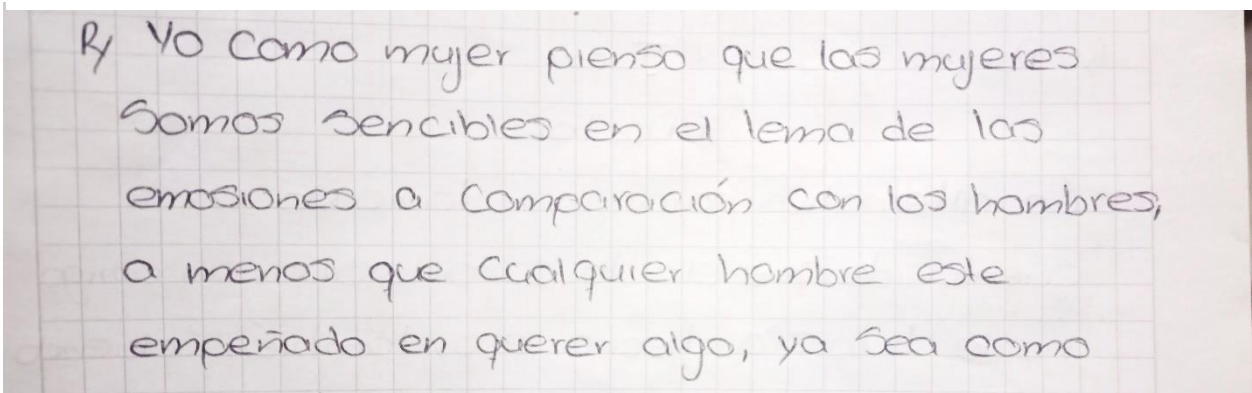 R/ Yo como mujer pienso que las mujeres
Somos sencibles en el lema de las
emosiones a comparación con los hombres,
a menos que cualquier hombre este
empeñado en querer algo, ya sea como